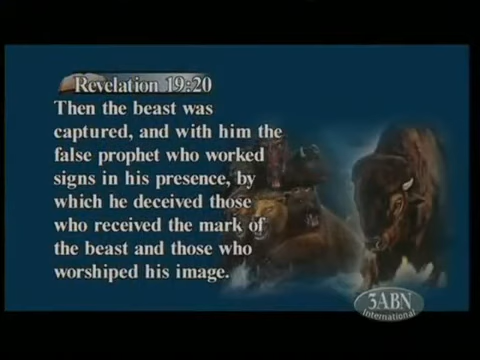 Revelation 19:20
Then the beast was
captured, and with him the
false prophet who worked
signs in his presence, by
which he deceived those
who received the mark of
the beast and those who
worshiped his image.
3ABN
International